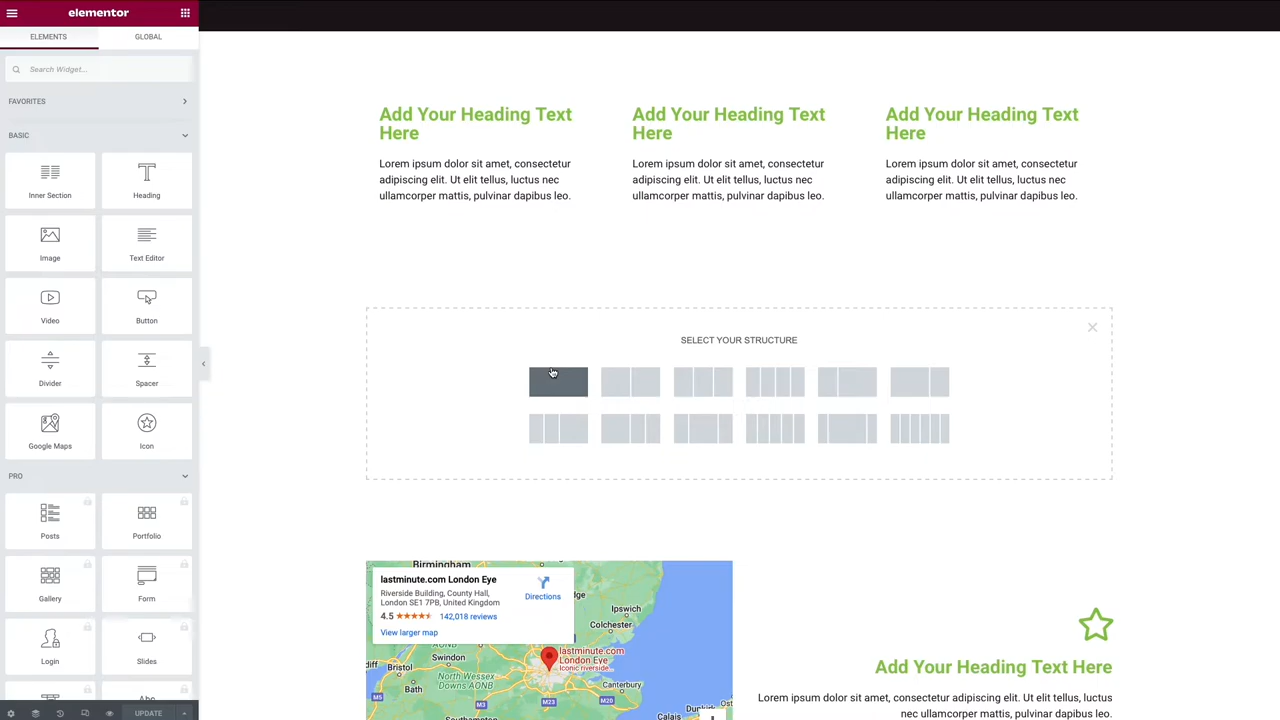 elementor
ELEMENTS
GLOBAL
Search Widget...
FAVORITES
BASIC
Inner Section
Heading
Image
Text Editor
Video
Button
Divider
Spacer
Google Maps
Icon
PRO
Posts
Portfolio
Gallery
Form
Login
Slides
UPDATE
Add Your Heading Text
Here
Lorem ipsum dolor sit amet, consectetur
adipiscing elit. Ut elit tellus, luctus nec
ullamcorper mattis, pulvinar dapibus leo.
Add Your Heading Text
Here
Lorem ipsum dolor sit amet, consectetur
adipiscing elit. Ut elit tellus, luctus nec
ullamcorper mattis, pulvinar dapibus leo.
Add Your Heading Text
Here
Lorem ipsum dolor sit amet, consectetur
adipiscing elit. Ut elit tellus, luctus nec
ullamcorper mattis, pulvinar dapibus leo.
SELECT YOUR STRUCTURE
Birmingham
lastminute.com London Eye
Riverside Building, County Hall,
London SE1 7PB, United Kingdom
4.5
142,018 reviews
View larger map
Directions
Ipswich
Colchester
Swindon
Bristol
Bath
North Wessex
Downs AONB
lastminute.com
London Eye
Iconic riverside
Canterbury
M5
M3
M23
M20
Southampton
Calais
Add Your Heading Text Here
Lorem ipsum dolor sit amet, consectetur adipiscing elit. Ut elit tellus, luctus
nec ullamcorper mattis, pulvinar dapibus leo.